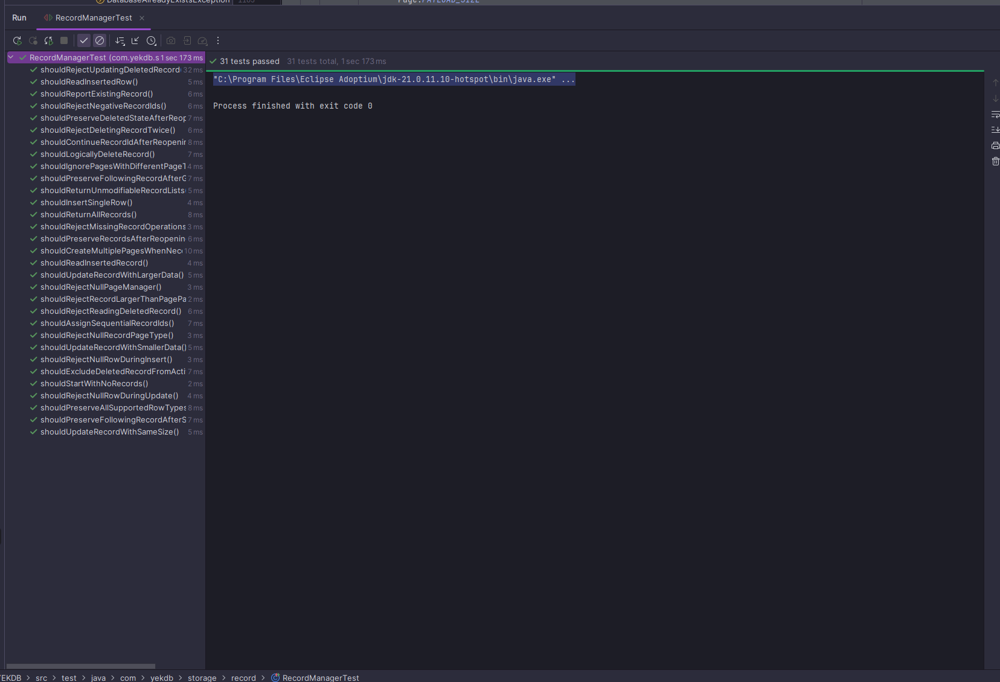 DatabaseAlreadyExistsException
Page.PAYLOAD_SIZE
Run RecordManagerTest
RecordManagerTest (com.yekdb.s 1 sec 173 ms
31 tests passed 31 tests total, 1 sec 173 ms
shouldRejectUpdatingDeletedRecord( 32 ms
"C:\Program Files\Eclipse Adoptium\jdk-21.0.11.10-hotspot\bin\java.exe" ...
shouldReadInsertedRow() 5 ms
shouldReportExistingRecord() 6 ms
shouldRejectNegativeRecordIds() 6 ms
Process finished with exit code 0
shouldPreserveDeletedStateAfterReop 7 ms
shouldRejectDeletingRecordTwice() 6 ms
shouldContinueRecordIdAfterReopenin 8 ms
shouldLogicallyDeleteRecord() 7 ms
shouldIgnorePagesWithDifferentPageT 4 ms
shouldPreserveFollowingRecordAfterG 7 ms
shouldReturnUnmodifiableRecordLists( 5 ms
shouldInsertSingleRow() 4 ms
shouldReturnAllRecords() 8 ms
shouldRejectMissingRecordOperations 3 ms
shouldPreserveRecordsAfterReopenin 6 ms
shouldCreateMultiplePagesWhenNece 10 ms
shouldReadInsertedRecord() 4 ms
shouldUpdateRecordWithLargerData() 5 ms
shouldRejectNullPageManager() 3 ms
shouldRejectRecordLargerThanPagePa 2 ms
shouldRejectReadingDeletedRecord() 6 ms
shouldAssignSequentialRecordIds() 7 ms
shouldRejectNullRecordPageType() 3 ms
shouldUpdateRecordWithSmallerData() 5 ms
shouldRejectNullRowDuringInsert() 3 ms
shouldExcludeDeletedRecordFromActi 7 ms
shouldStartWithNoRecords() 2 ms
shouldRejectNullRowDuringUpdate() 4 ms
shouldPreserveAllSupportedRowTypes 8 ms
shouldPreserveFollowingRecordAfterS 7 ms
shouldUpdateRecordWithSameSize() 5 ms
YEKDB > src > test > java > com > yekdb > storage > record > RecordManagerTest